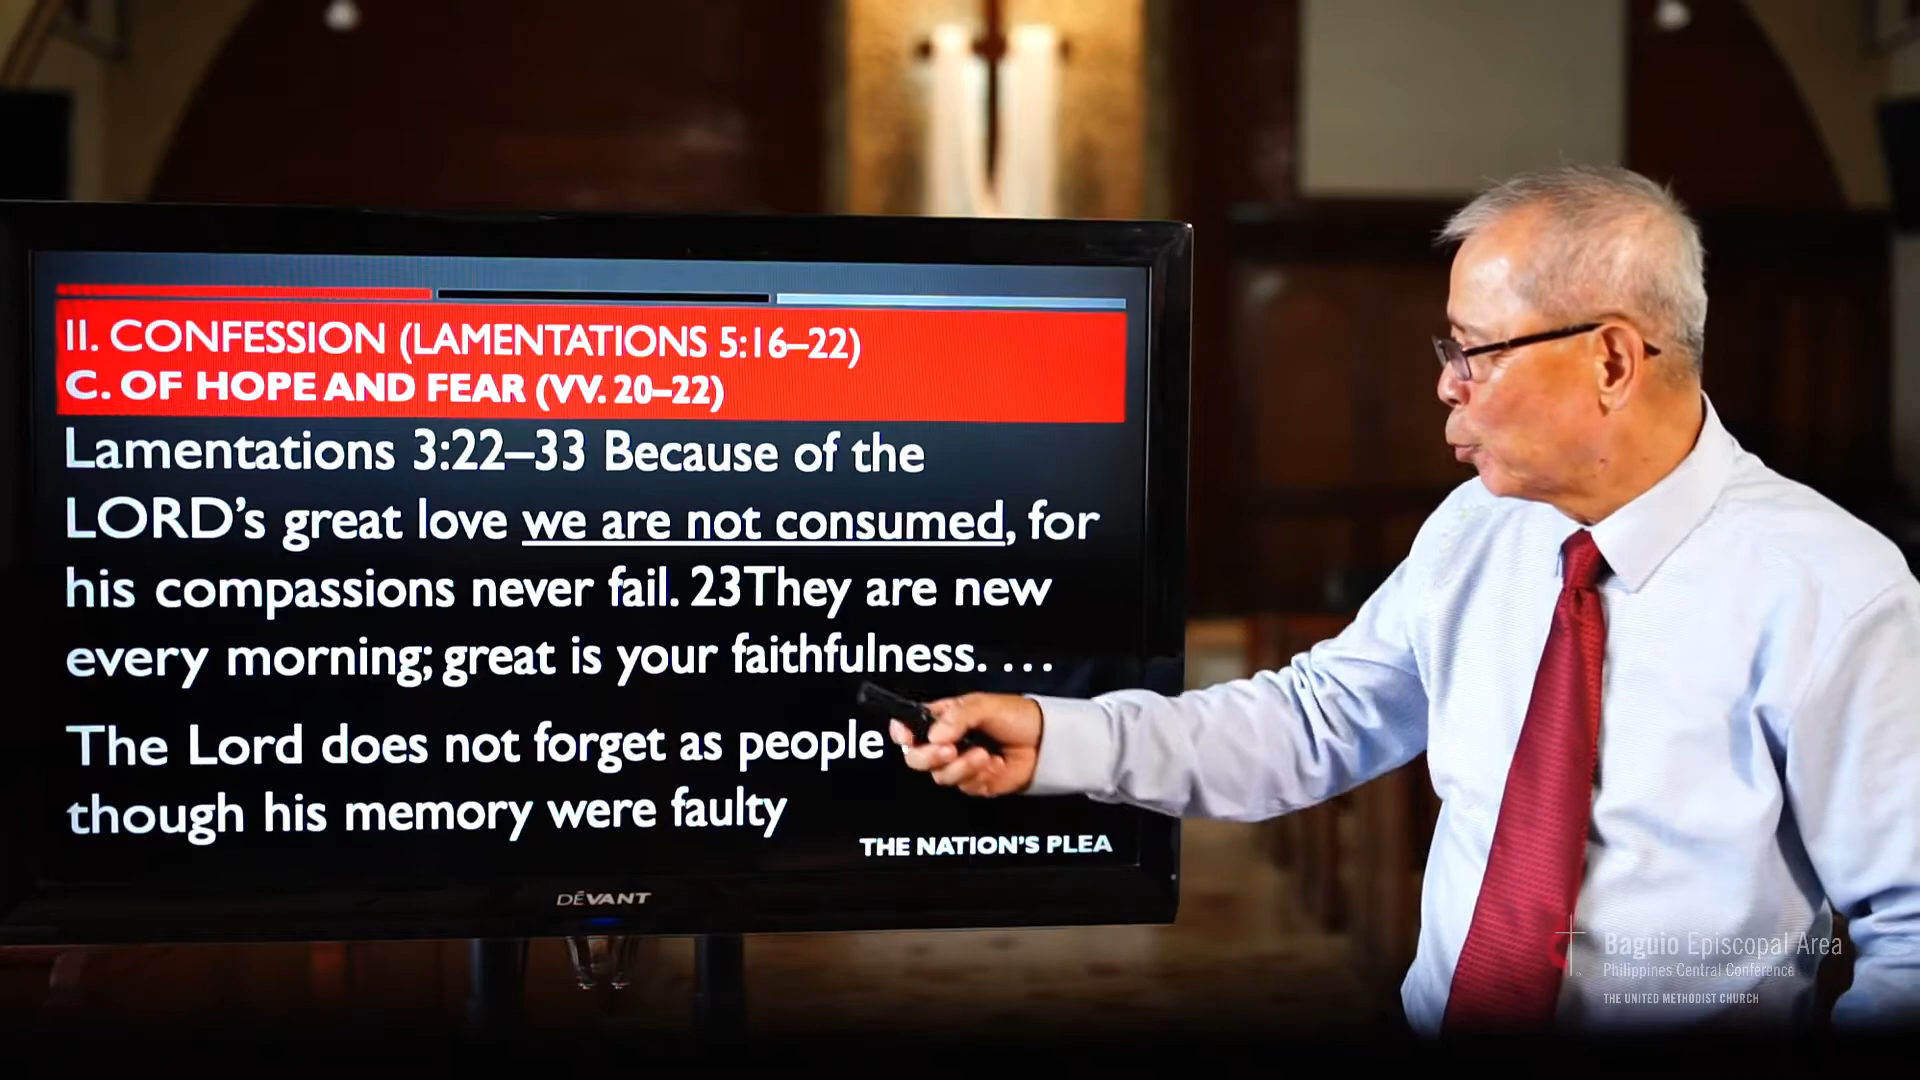 II. CONFESSION (LAMENTATIONS 5:16–22)
C. OF HOPE AND FEAR (VV. 20–22)
Lamentations 3:22–33 Because of the
LORD’s great love we are not consumed, for
his compassions never fail. 23They are new
every morning; great is your faithfulness. …
The Lord does not forget as people
though his memory were faulty
THE NATION’S PLEA
DÉVANT
Baguio Episcopal Area
Philippines Central Conference
THE UNITED METHODIST CHURCH